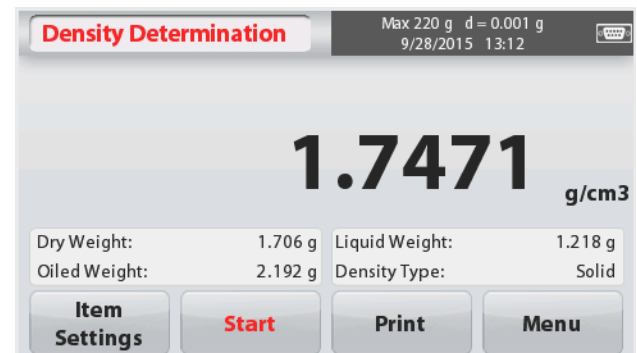 Density Determination
Max 220 g d = 0.001 g
9/28/2015 13:12
1.7471 g/cm3
Dry Weight: 1.706 g Liquid Weight: 1.218 g
Oiled Weight: 2.192 g Density Type: Solid
Item Settings
Start
Print
Menu